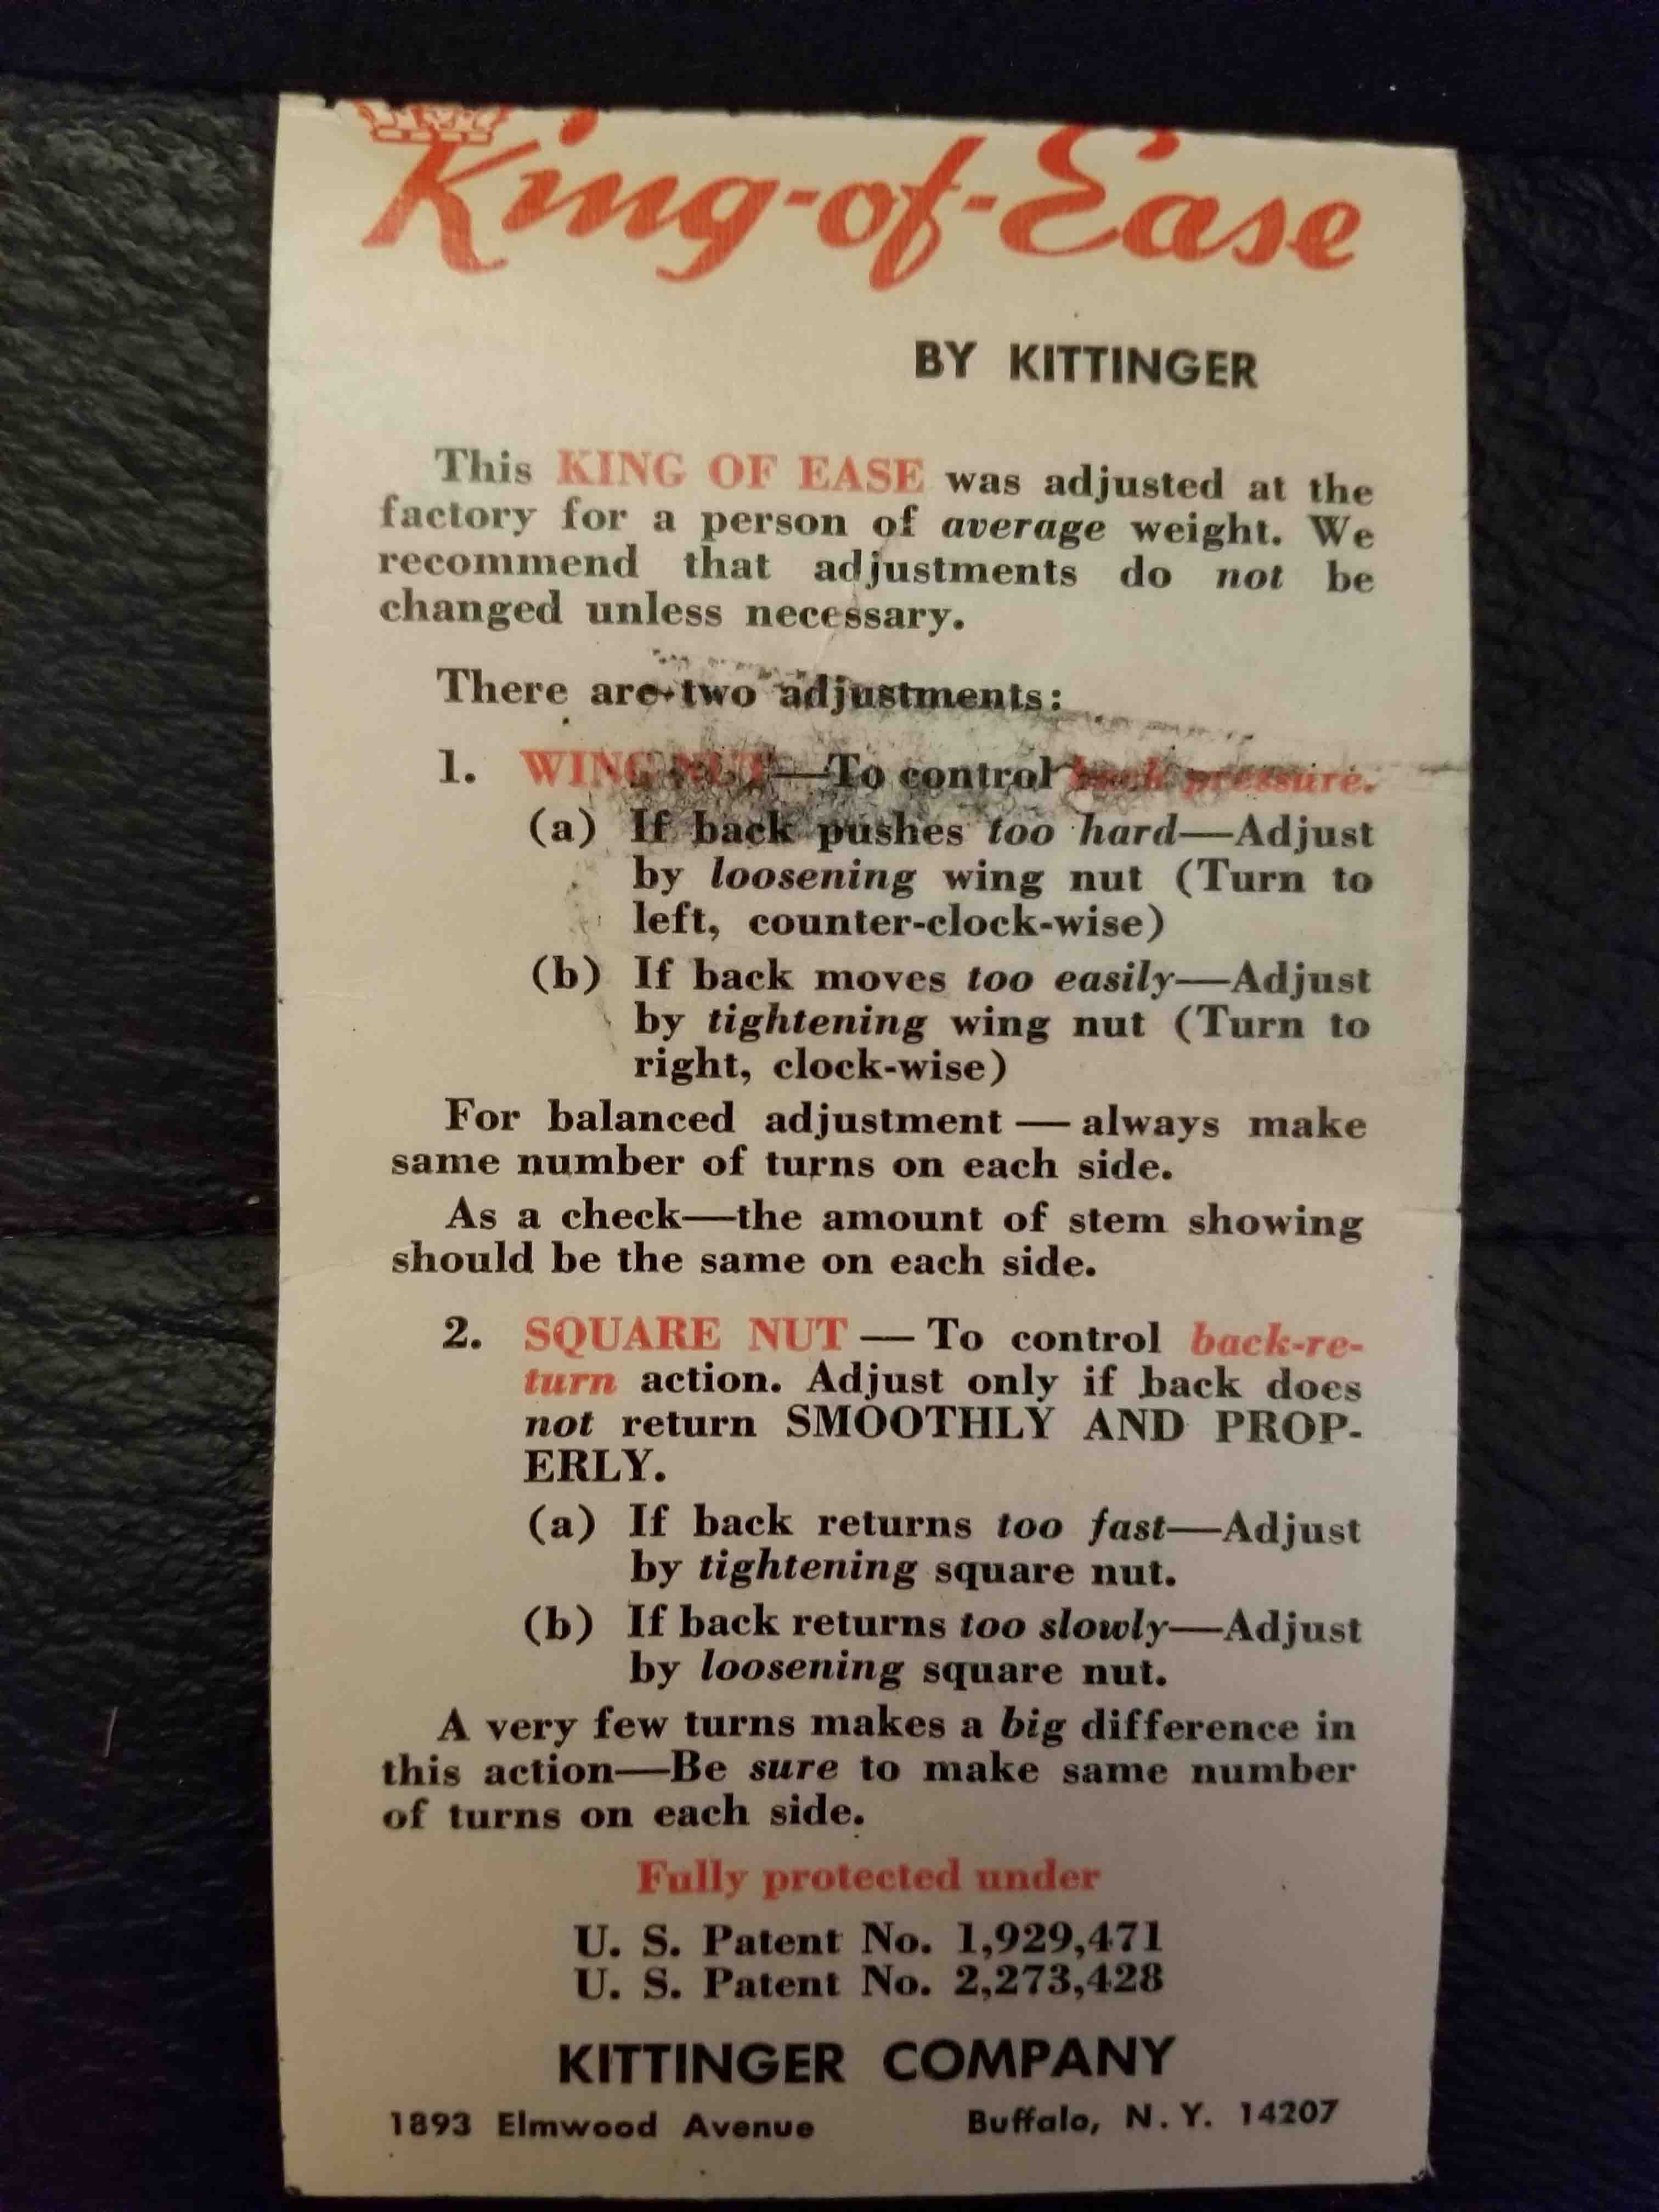 King-of-Ease
BY KITTINGER
This KING OF EASE was adjusted at the
factory for a person of average weight. We
recommend that adjustments do not be
changed unless necessary.
There are two adjustments:
1. WING NUT—To control back pressure.
(a) If back pushes too hard—Adjust
by loosening wing nut (Turn to
left, counter-clock-wise)
(b) If back moves too easily—Adjust
by tightening wing nut (Turn to
right, clock-wise)
For balanced adjustment — always make
same number of turns on each side.
As a check—the amount of stem showing
should be the same on each side.
2. SQUARE NUT — To control back-re-
turn action. Adjust only if back does
not return SMOOTHLY AND PROP-
ERLY.
(a) If back returns too fast—Adjust
by tightening square nut.
(b) If back returns too slowly—Adjust
by loosening square nut.
A very few turns makes a big difference in
this action—Be sure to make same number
of turns on each side.
Fully protected under
U. S. Patent No. 1,929,471
U. S. Patent No. 2,273,428
KITTINGER COMPANY
1893 Elmwood Avenue Buffalo, N. Y. 14207